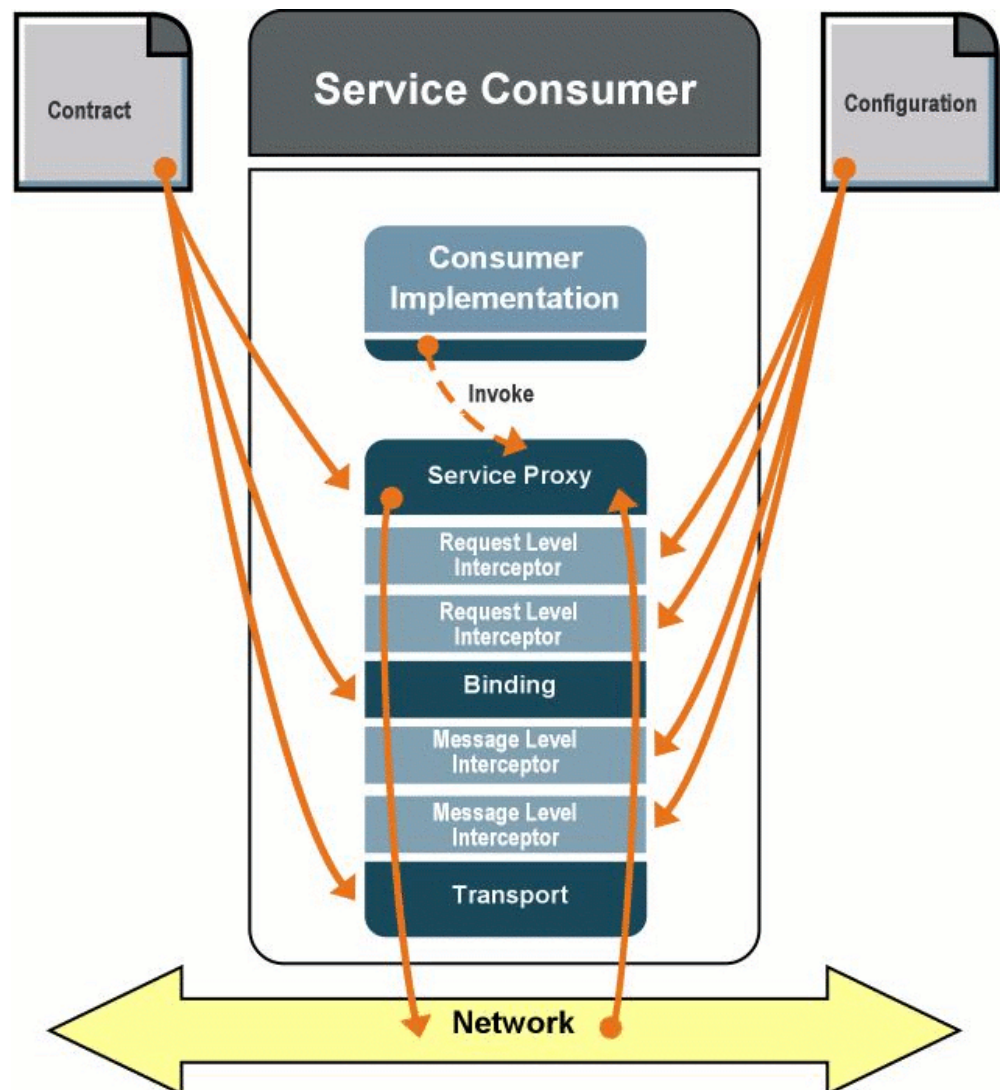 Contract
Service Consumer
Configuration
Consumer
Implementation
Invoke
Service Proxy
Request Level
Interceptor
Request Level
Interceptor
Binding
Message Level
Interceptor
Message Level
Interceptor
Transport
Network